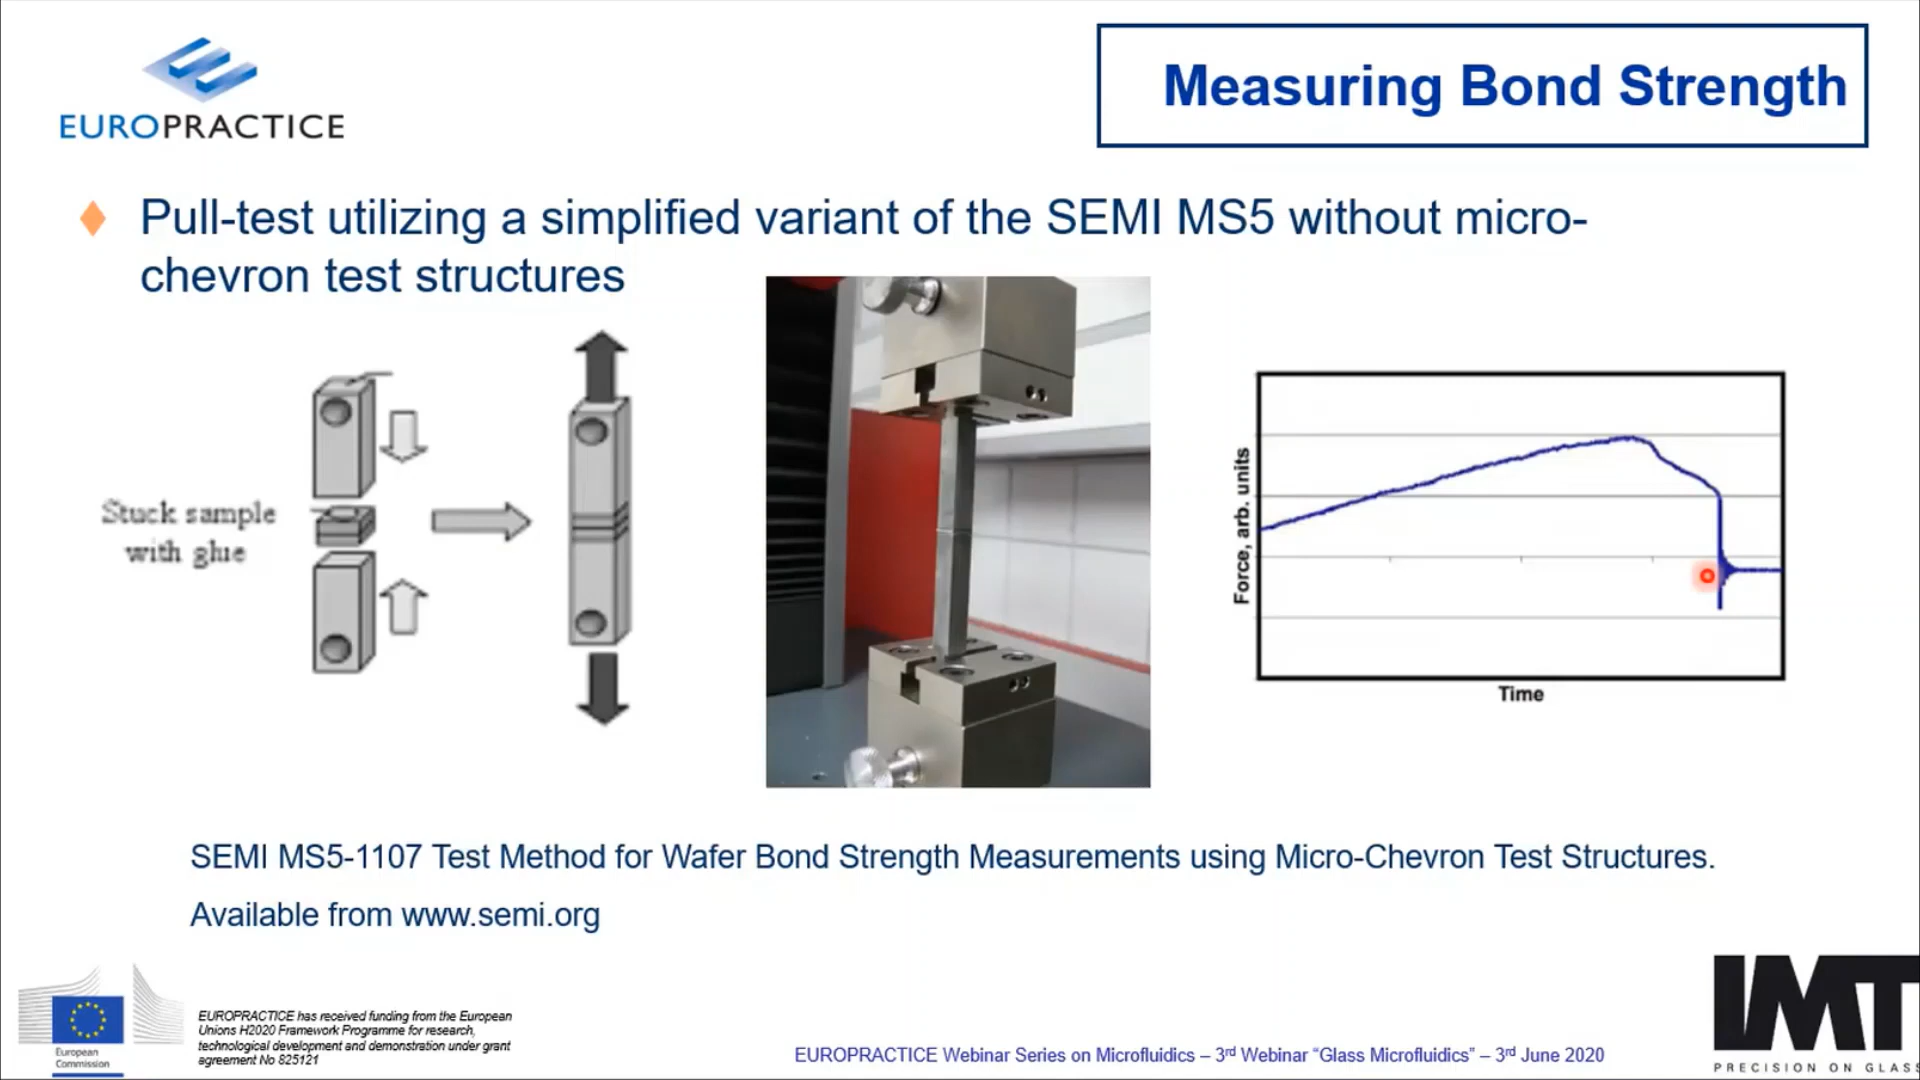 EUROPRACTICE
Measuring Bond Strength
Pull-test utilizing a simplified variant of the SEMI MS5 without micro-
chevron test structures
Stuck sample
with glue
Force, arb. units
Time
SEMI MS5-1107 Test Method for Wafer Bond Strength Measurements using Micro-Chevron Test Structures.
Available from www.semi.org
European
Commission
EUROPRACTICE has received funding from the European
Unions H2020 Framework Programme for research,
technological development and demonstration under grant
agreement No 825121
EUROPRACTICE Webinar Series on Microfluidics – 3rd Webinar “Glass Microfluidics” – 3rd June 2020
IMT
PRECISION ON GLASS